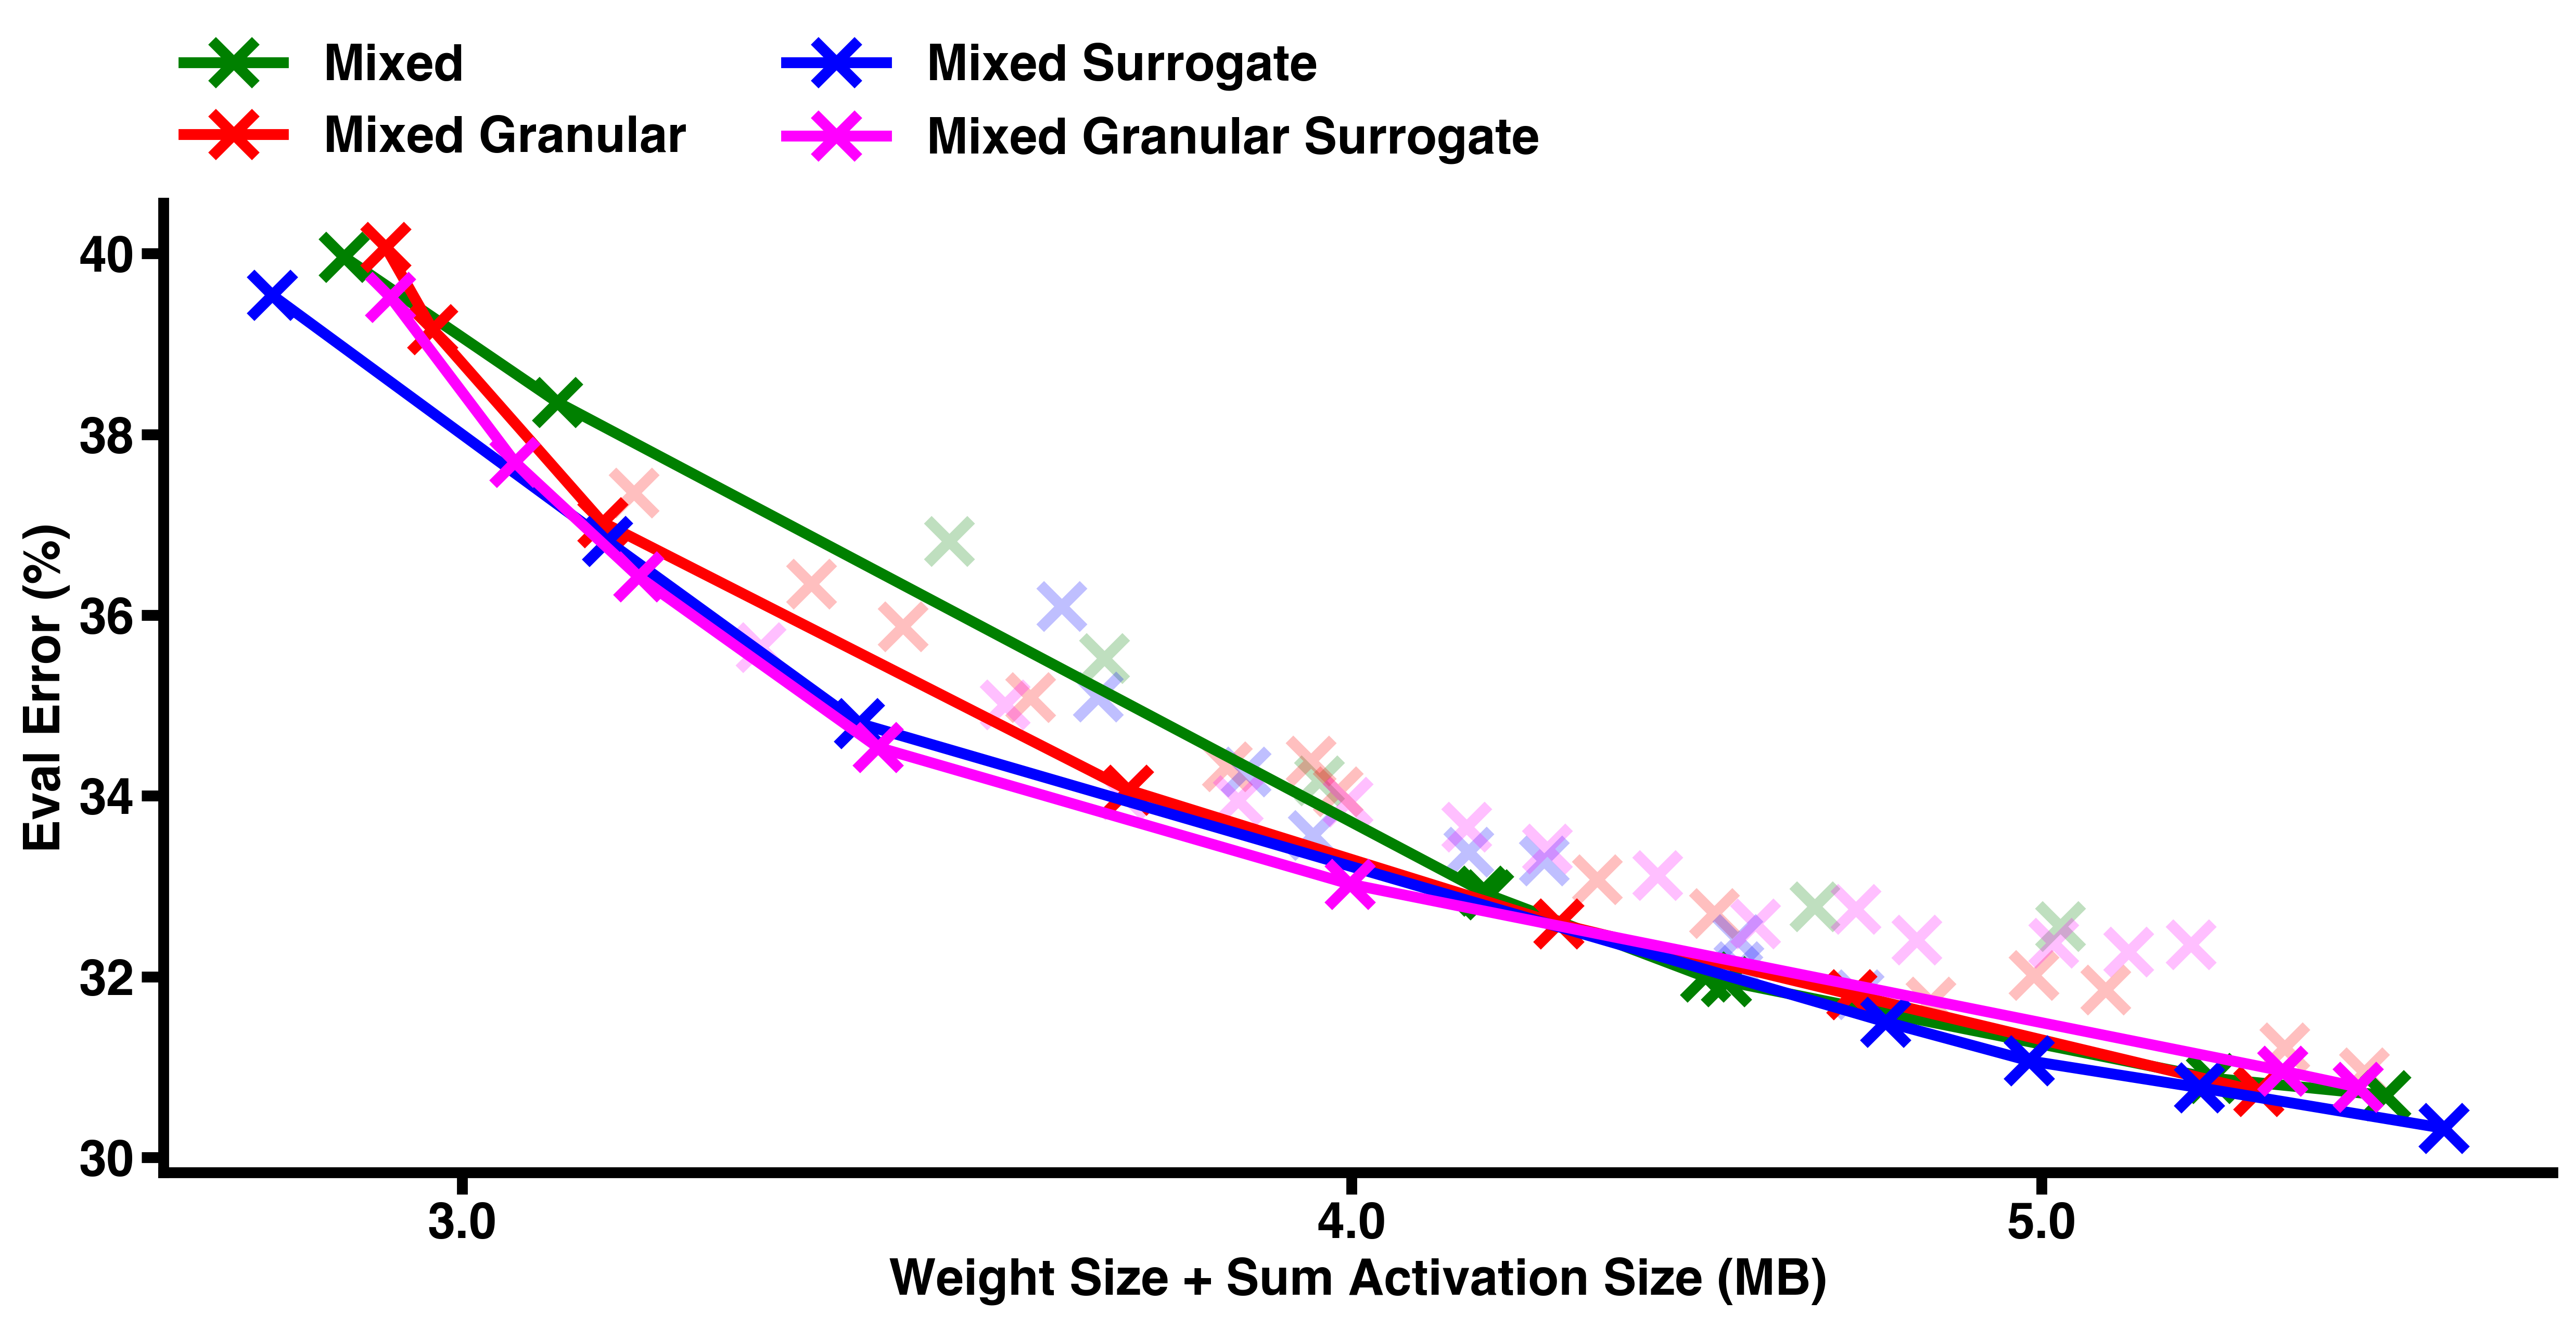 Mixed
Mixed Granular
Mixed Surrogate
Mixed Granular Surrogate
Eval Error (%)
40
38
36
34
32
30
3.0
4.0
5.0
Weight Size + Sum Activation Size (MB)